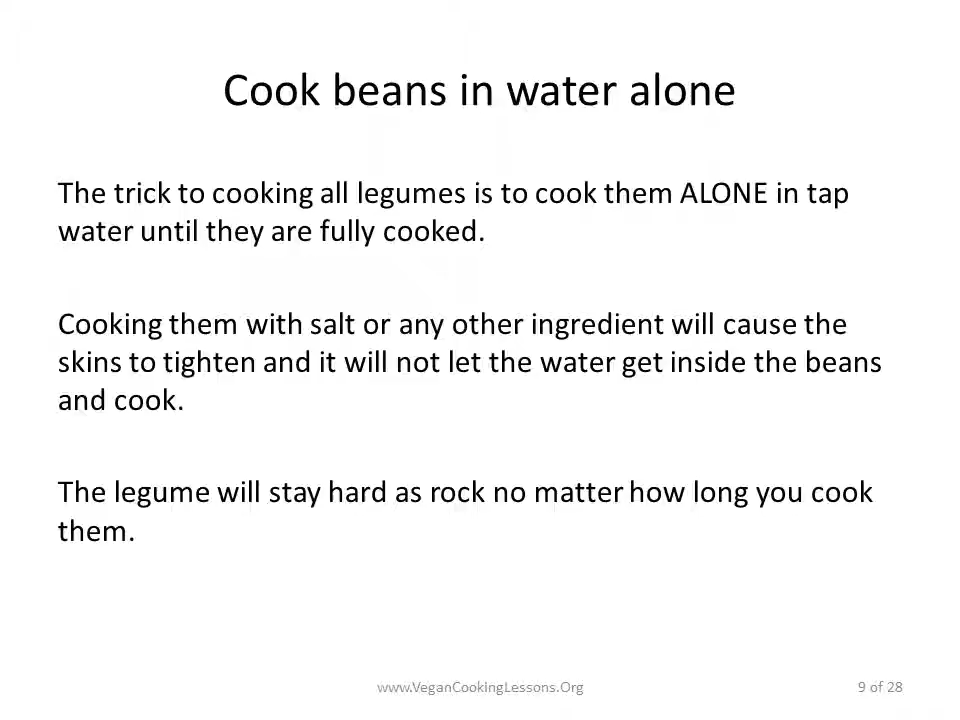 Cook beans in water alone
The trick to cooking all legumes is to cook them ALONE in tap
water until they are fully cooked.
Cooking them with salt or any other ingredient will cause the
skins to tighten and it will not let the water get inside the beans
and cook.
The legume will stay hard as rock no matter how long you cook
them.
www.VeganCookingLessons.Org
9 of 28